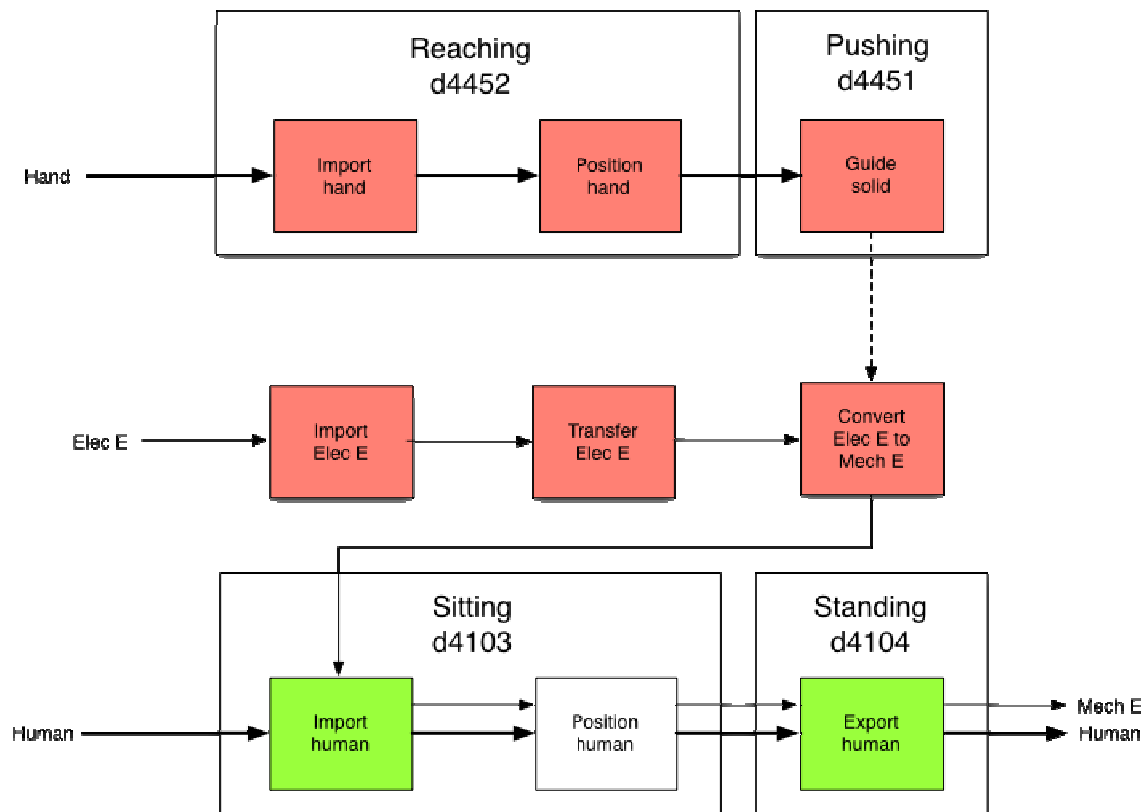 Reaching
d4452
Pushing
d4451
Hand
Import
hand
Position
hand
Guide
solid
Elec E
Import
Elec E
Transfer
Elec E
Convert
Elec E to
Mech E
Sitting
d4103
Standing
d4104
Human
Import
human
Position
human
Export
human
Mech E
Human